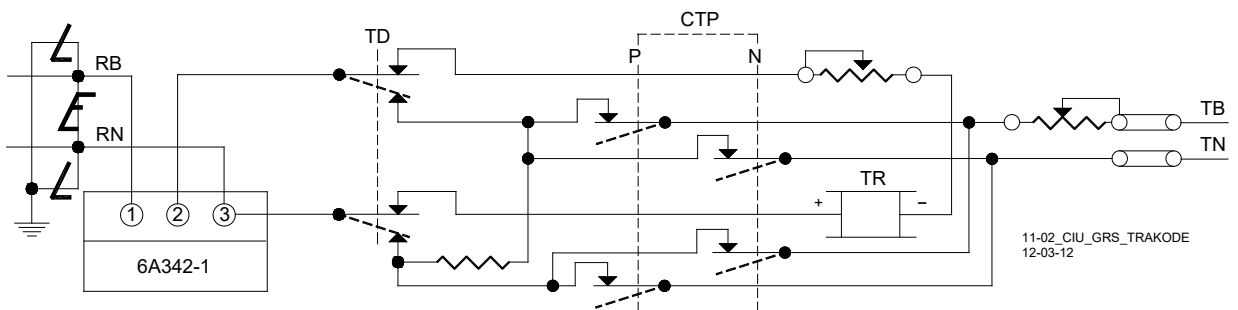 CTP
TD
P
N
RB
TB
RN
TN
TR
+
−
1
2
3
6A342-1
11-02_CIU_GRS_TRAKODE
12-03-12